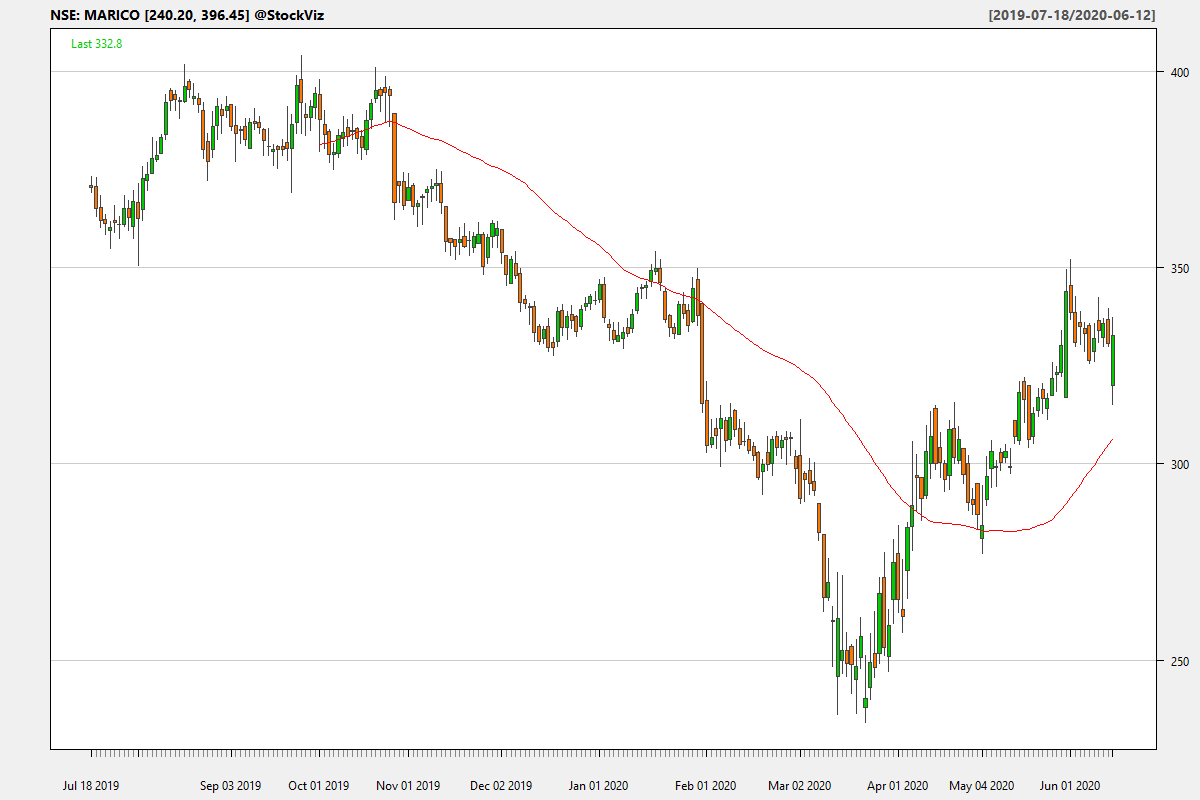 NSE: MARICO [240.20, 396.45] @StockViz [2019-07-18/2020-06-12]
Last 332.8
400
350
300
250
Jul 18 2019 Sep 03 2019 Oct 01 2019 Nov 01 2019 Dec 02 2019 Jan 01 2020 Feb 01 2020 Mar 02 2020 Apr 01 2020 May 04 2020 Jun 01 2020